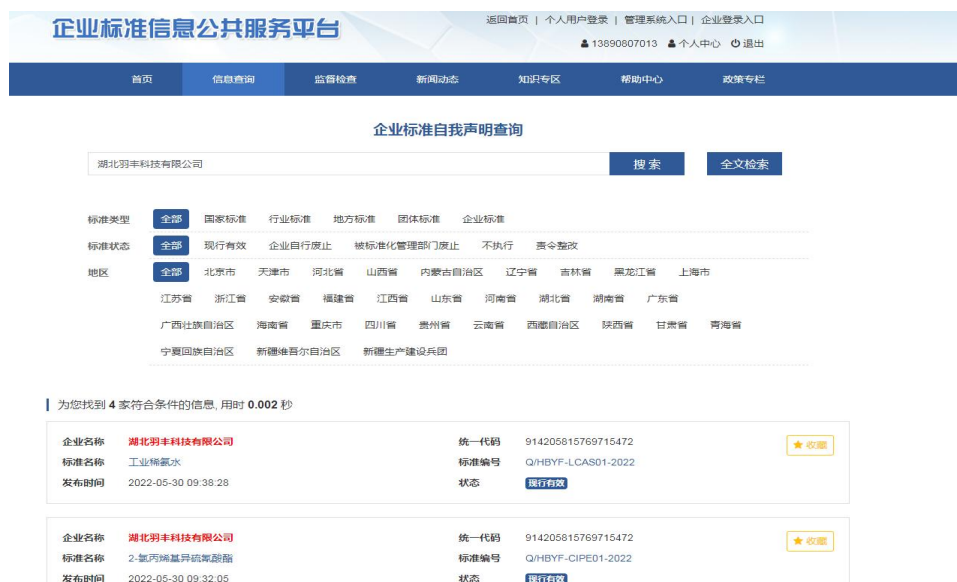 企业标准信息公共服务平台
返回首页 | 个人用户登录 | 管理系统入口 | 企业登录入口
13890807013 个人中心 退出
首页 信息查询 监督检查 新闻动态 知识专区 帮助中心 政策专栏
企业标准自我声明查询
湖北羽丰科技有限公司 搜索 全文检索
标准类型 全部 国家标准 行业标准 地方标准 团体标准 企业标准
标准状态 全部 现行有效 企业自行废止 被标准化管理部门废止 不执行 责令整改
地区 全部 北京市 天津市 河北省 山西省 内蒙古自治区 辽宁省 吉林省 黑龙江省 上海市
江苏省 浙江省 安徽省 福建省 江西省 山东省 河南省 湖北省 湖南省 广东省
广西壮族自治区 海南省 重庆市 四川省 贵州省 云南省 西藏自治区 陕西省 甘肃省 青海省
宁夏回族自治区 新疆维吾尔自治区 新疆生产建设兵团
为您找到 4 家符合条件的信息, 用时 0.002 秒
企业名称 湖北羽丰科技有限公司 统一代码 914205815769715472 收藏
标准名称 工业稀氨水 标准编号 Q/HBYF-LCAS01-2022
发布时间 2022-05-30 09:38:28 状态 现行有效
企业名称 湖北羽丰科技有限公司 统一代码 914205815769715472 收藏
标准名称 2-氯丙烯基异硫氰酸酯 标准编号 Q/HBYF-CIPE01-2022
发布时间 2022-05-30 09:32:05 状态 现行有效